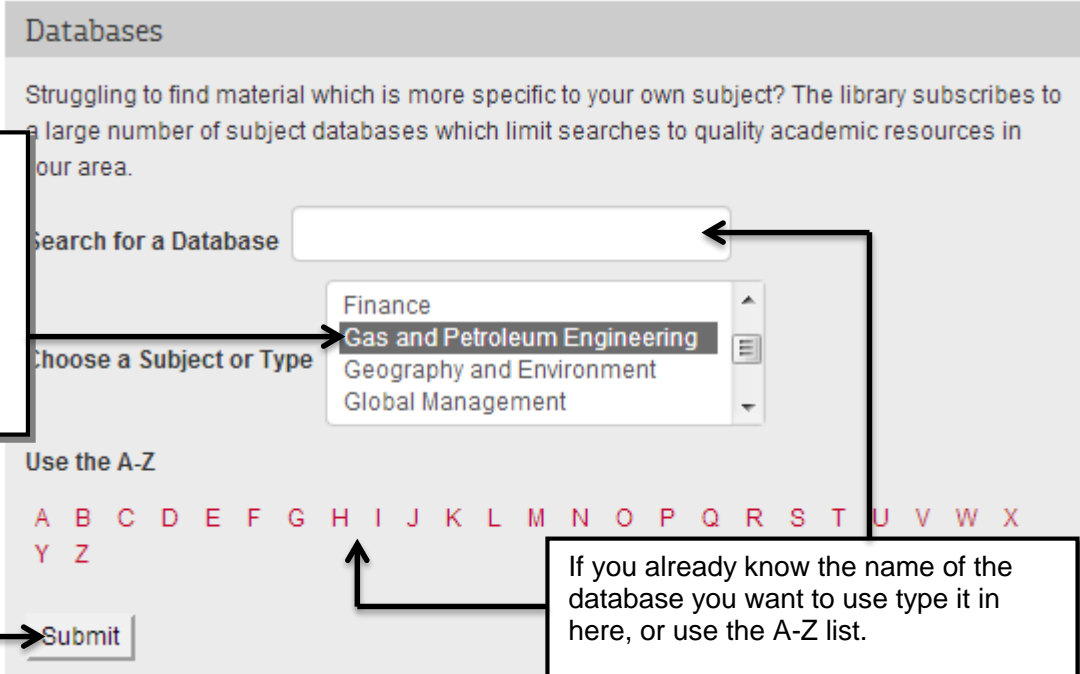 Databases
Struggling to find material which is more specific to your own subject? The library subscribes to
a large number of subject databases which limit searches to quality academic resources in
our area.
Search for a Database
Finance
Gas and Petroleum Engineering
Choose a Subject or Type
Geography and Environment
Global Management
Use the A-Z
A B C D E F G H I J K L M N O P Q R S T U V W X
Y Z
If you already know the name of the
database you want to use type it in
here, or use the A-Z list.
Submit